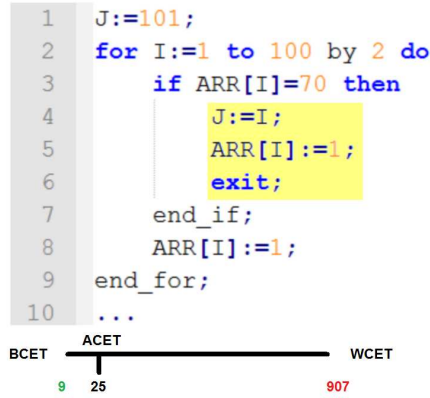 1 J:=101;
2 for I:=1 to 100 by 2 do
3 if ARR[I]=70 then
4 J:=I;
5 ARR[I]:=1;
6 exit;
7 end_if;
8 ARR[I]:=1;
9 end_for;
10 ...
ACET
BCET WCET
9 25 907